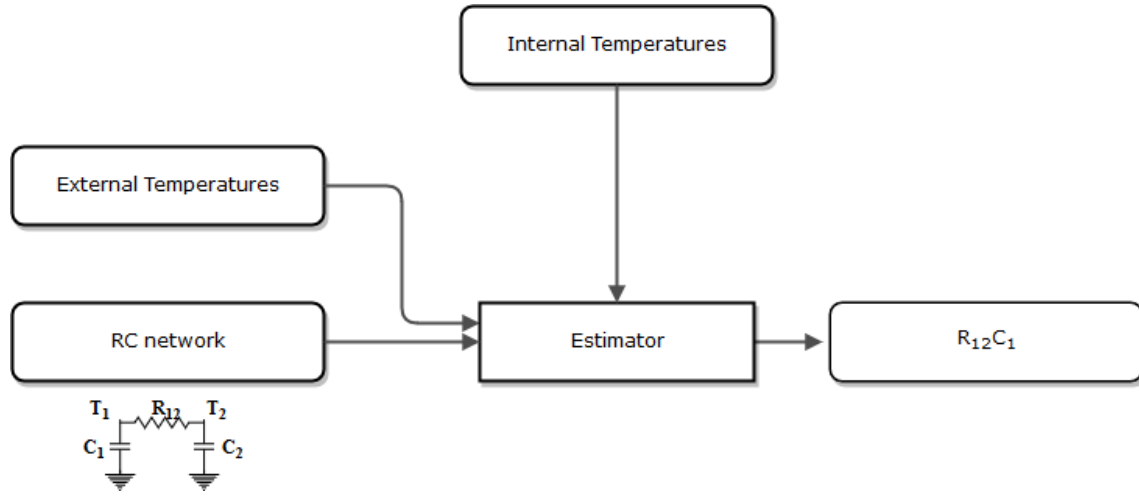 Internal Temperatures
External Temperatures
RC network
Estimator
R₁₂C₁
T₁ R₁₂ T₂
C₁ C₂